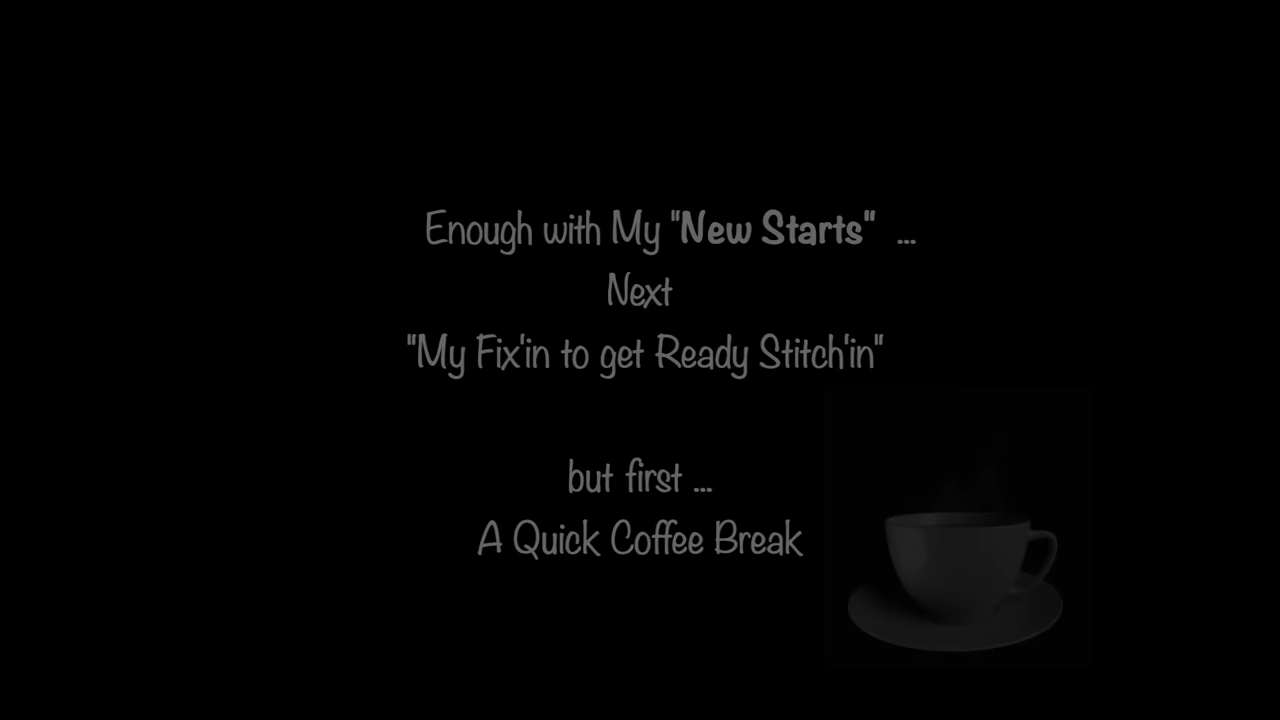 Enough with My "New Starts" ...
Next
"My Fix'in to get Ready Stitch'in"
but first ...
A Quick Coffee Break